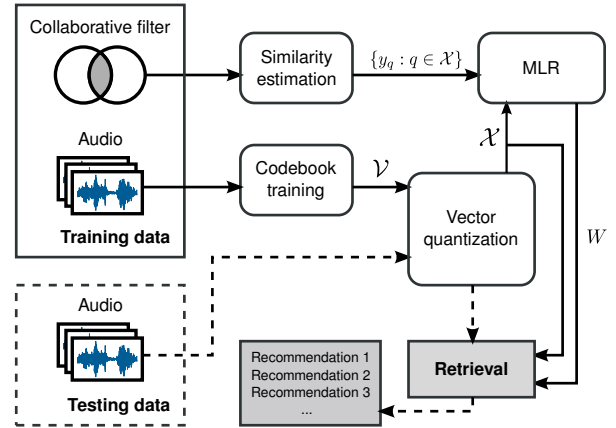 Collaborative filter
Similarity
estimation
{y_q : q ∈ 𝒳}
MLR
Audio
Training data
Codebook
training
𝒱
𝒳
Vector
quantization
W
Audio
Testing data
Recommendation 1
Recommendation 2
Recommendation 3
...
Retrieval